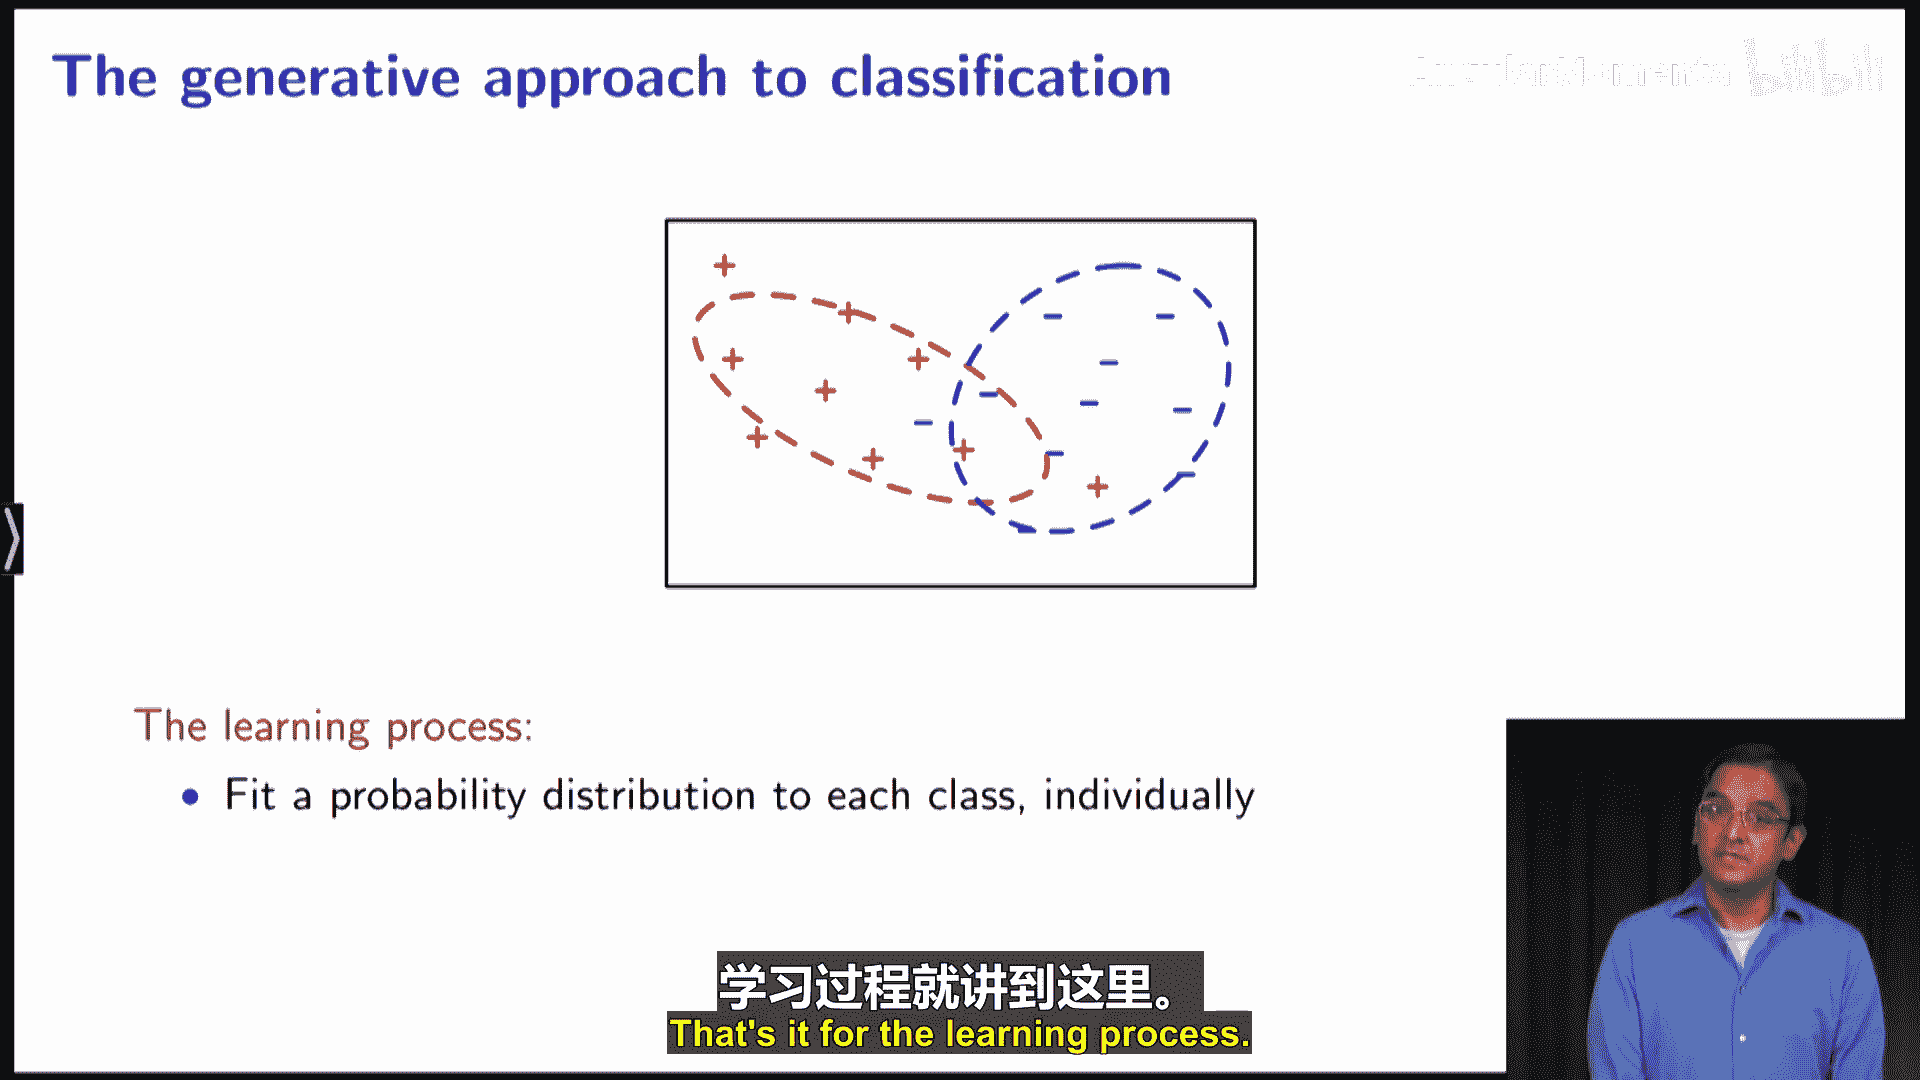 The generative approach to classification
bilibili
The learning process:
• Fit a probability distribution to each class, individually
学习过程就讲到这里。
That's it for the learning process.